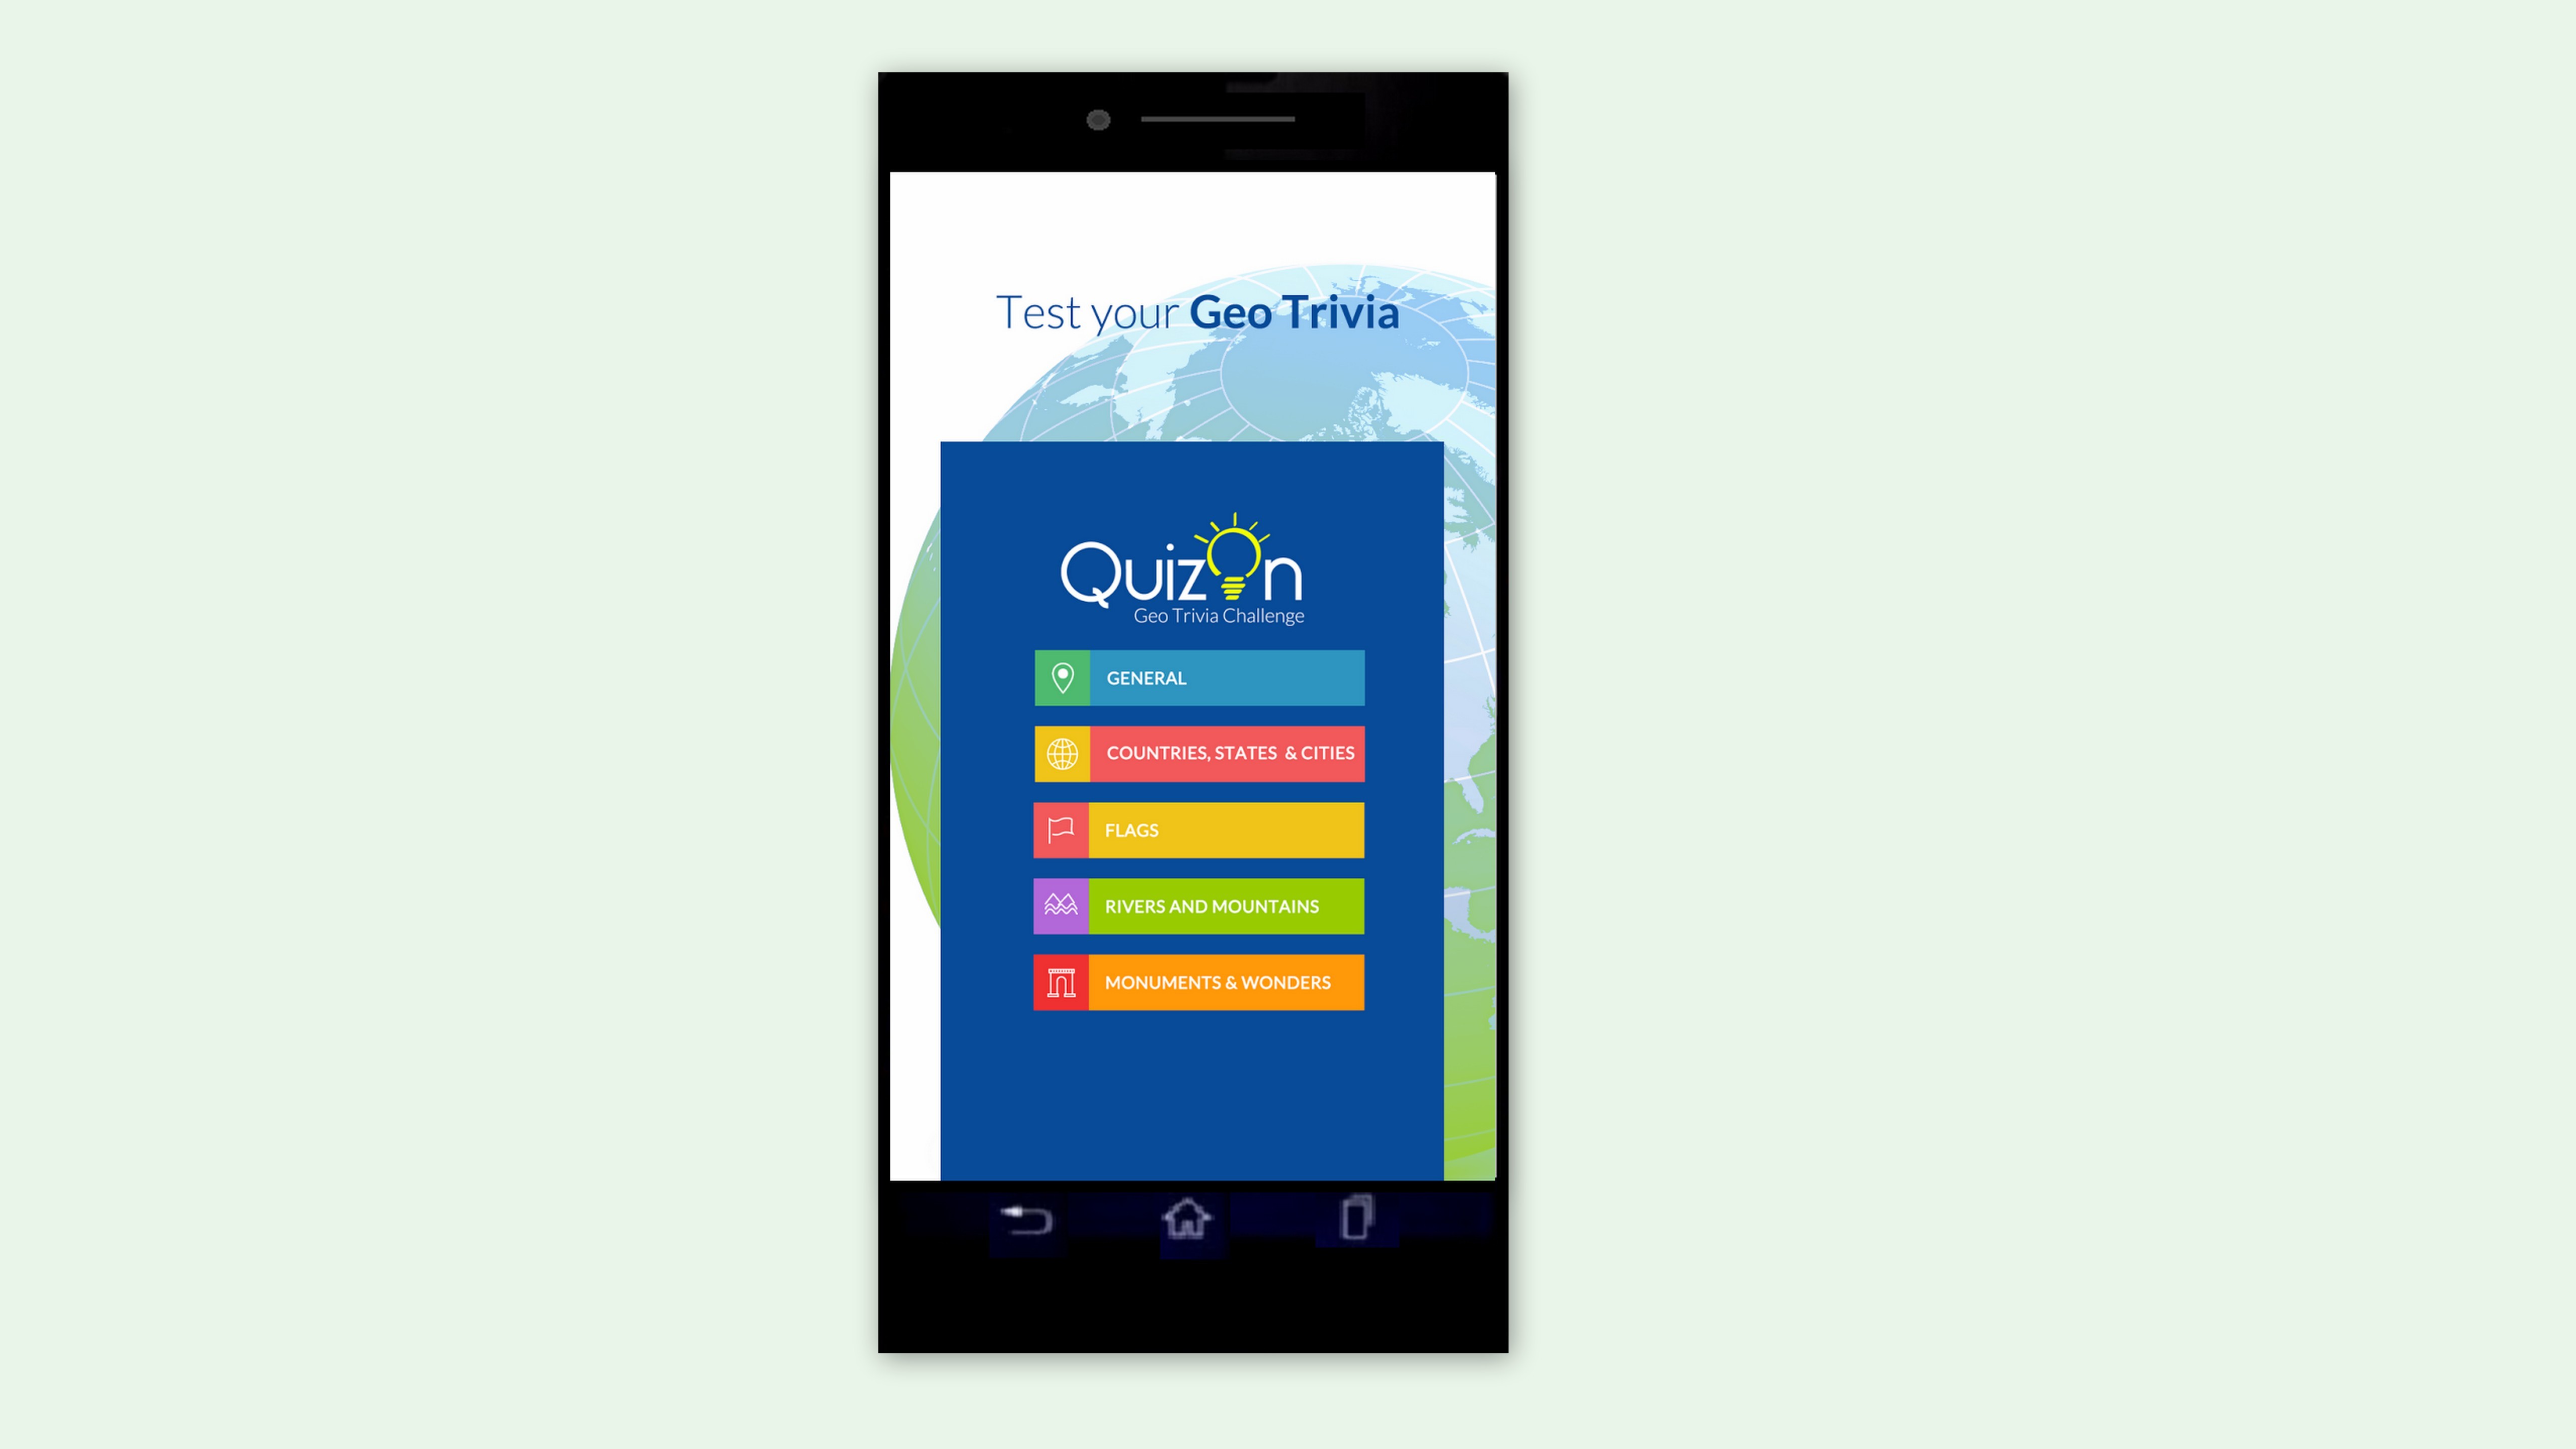 Test your Geo Trivia
QuizOn
Geo Trivia Challenge
GENERAL
COUNTRIES, STATES & CITIES
FLAGS
RIVERS AND MOUNTAINS
MONUMENTS & WONDERS